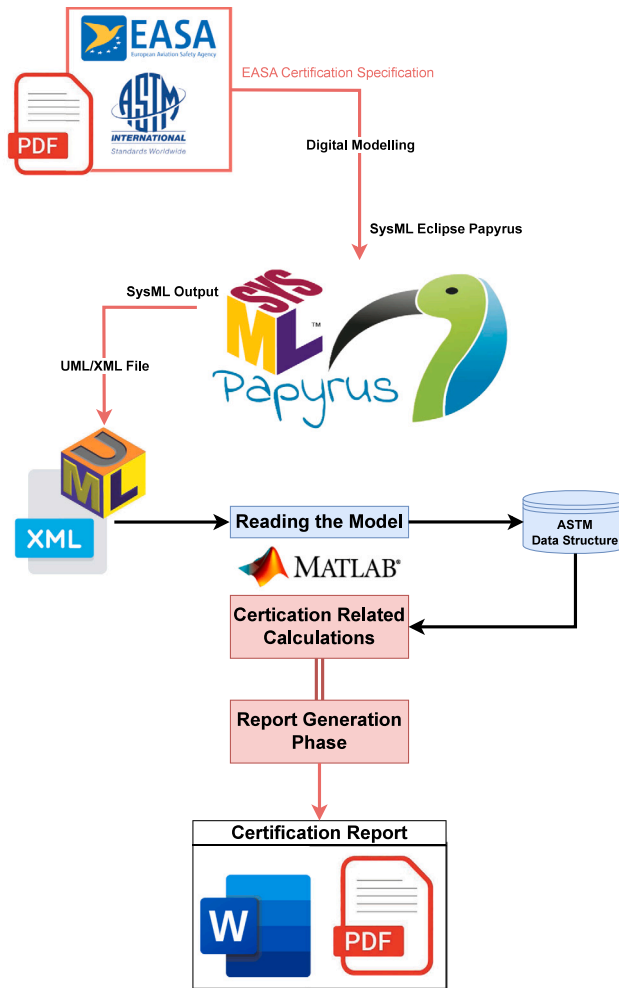 EASA
European Aviation Safety Agency
PDF
ASTM
INTERNATIONAL
Standards Worldwide
EASA Certification Specification
Digital Modelling
SysML Eclipse Papyrus
SysML Output
SYS
ML™
Papyrus
UML/XML File
U
ML
XML
Reading the Model
ASTM
Data Structure
MATLAB®
Certication Related
Calculations
Report Generation
Phase
Certification Report
W
PDF